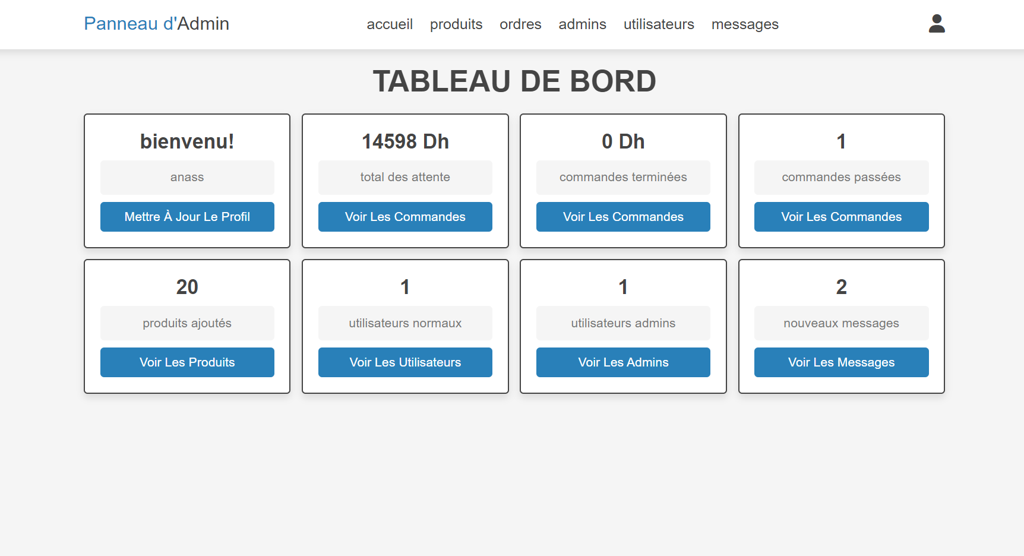 Panneau d'Admin
accueil produits ordres admins utilisateurs messages
TABLEAU DE BORD
bienvenu!
anass
Mettre À Jour Le Profil
14598 Dh
total des attente
Voir Les Commandes
0 Dh
commandes terminées
Voir Les Commandes
1
commandes passées
Voir Les Commandes
20
produits ajoutés
Voir Les Produits
1
utilisateurs normaux
Voir Les Utilisateurs
1
utilisateurs admins
Voir Les Admins
2
nouveaux messages
Voir Les Messages